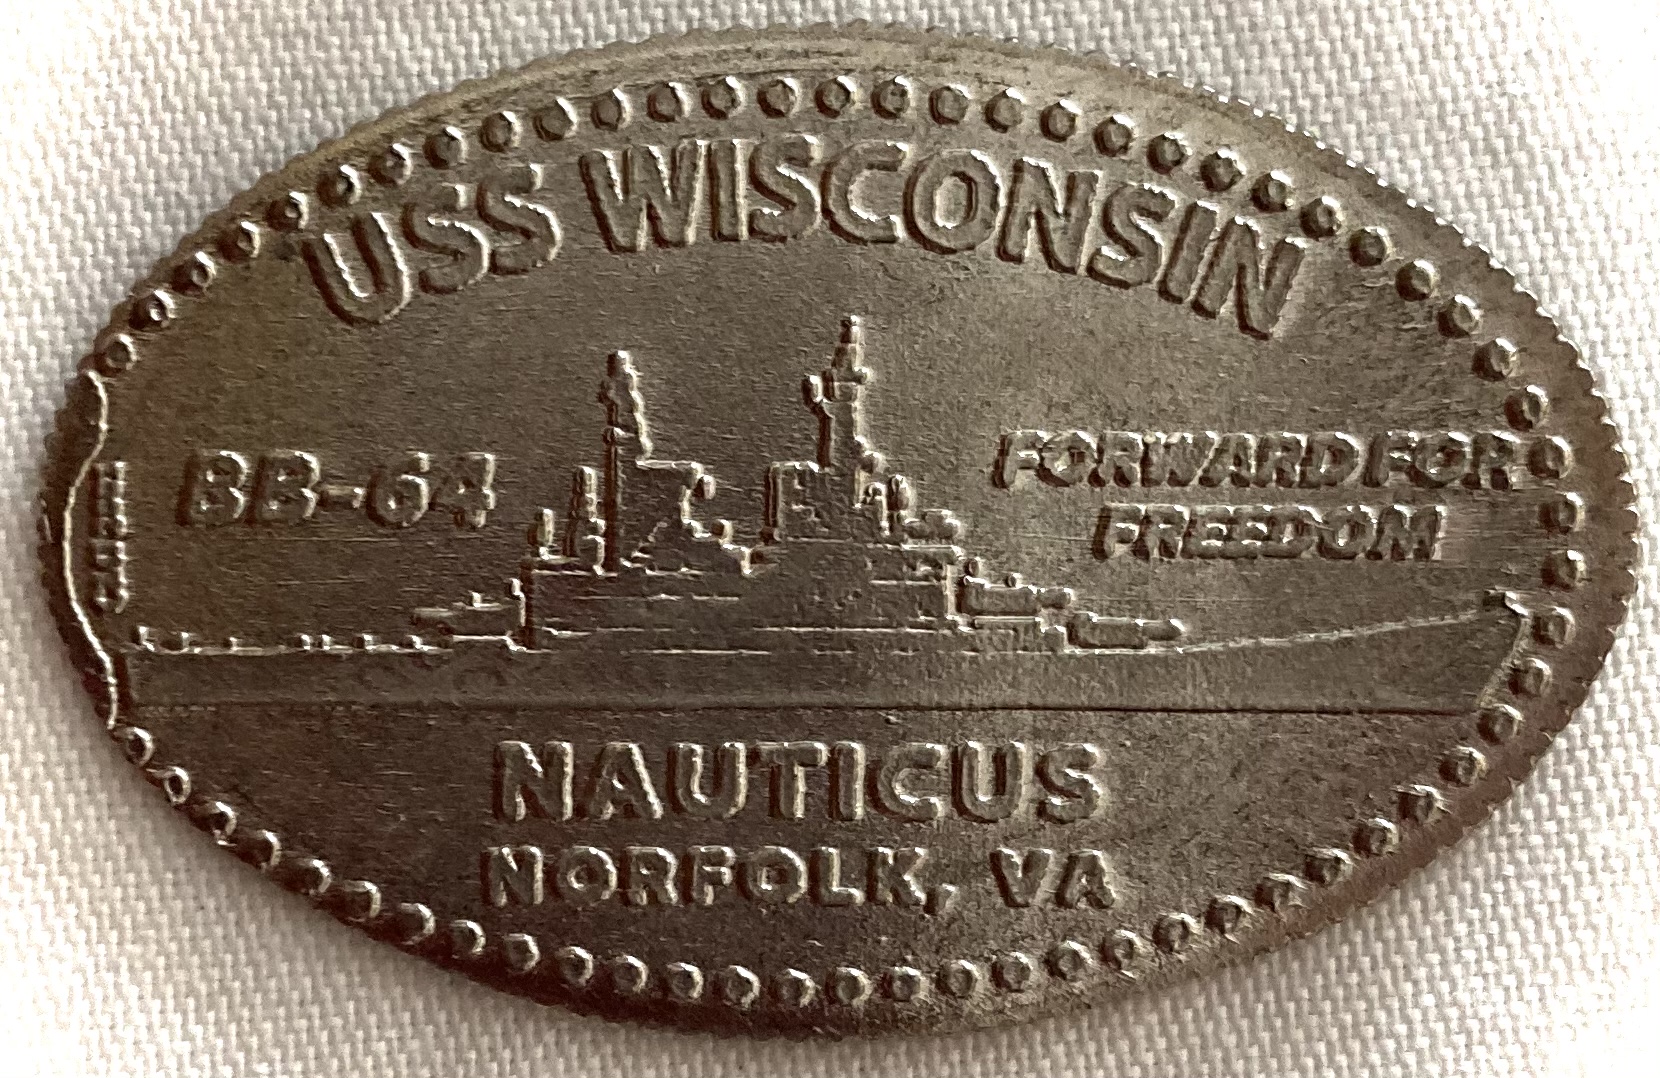 USS WISCONSIN
BB-64
FORWARD FOR
FREEDOM
NAUTICUS
NORFOLK, VA